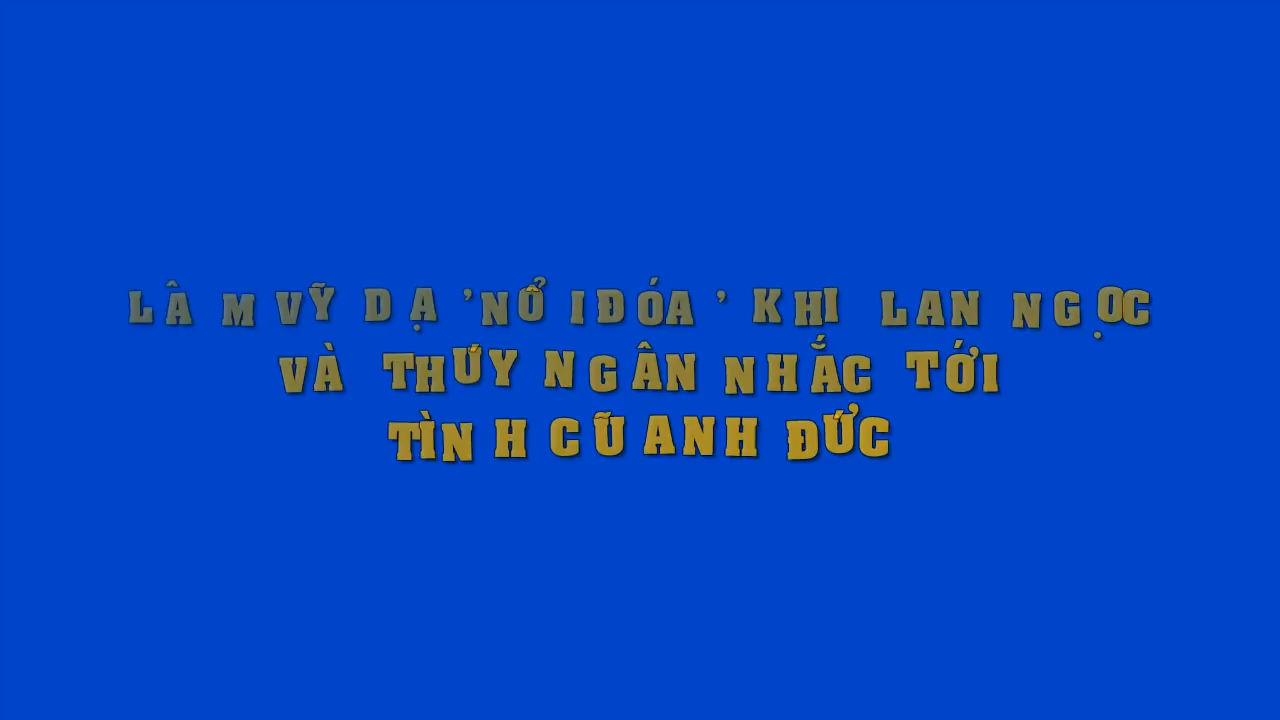 LÂM VỸ DẠ 'NỔI ĐÓA' KHI LAN NGỌC
VÀ THÚY NGÂN NHẮC TỚI
TÌNH CŨ ANH ĐỨC